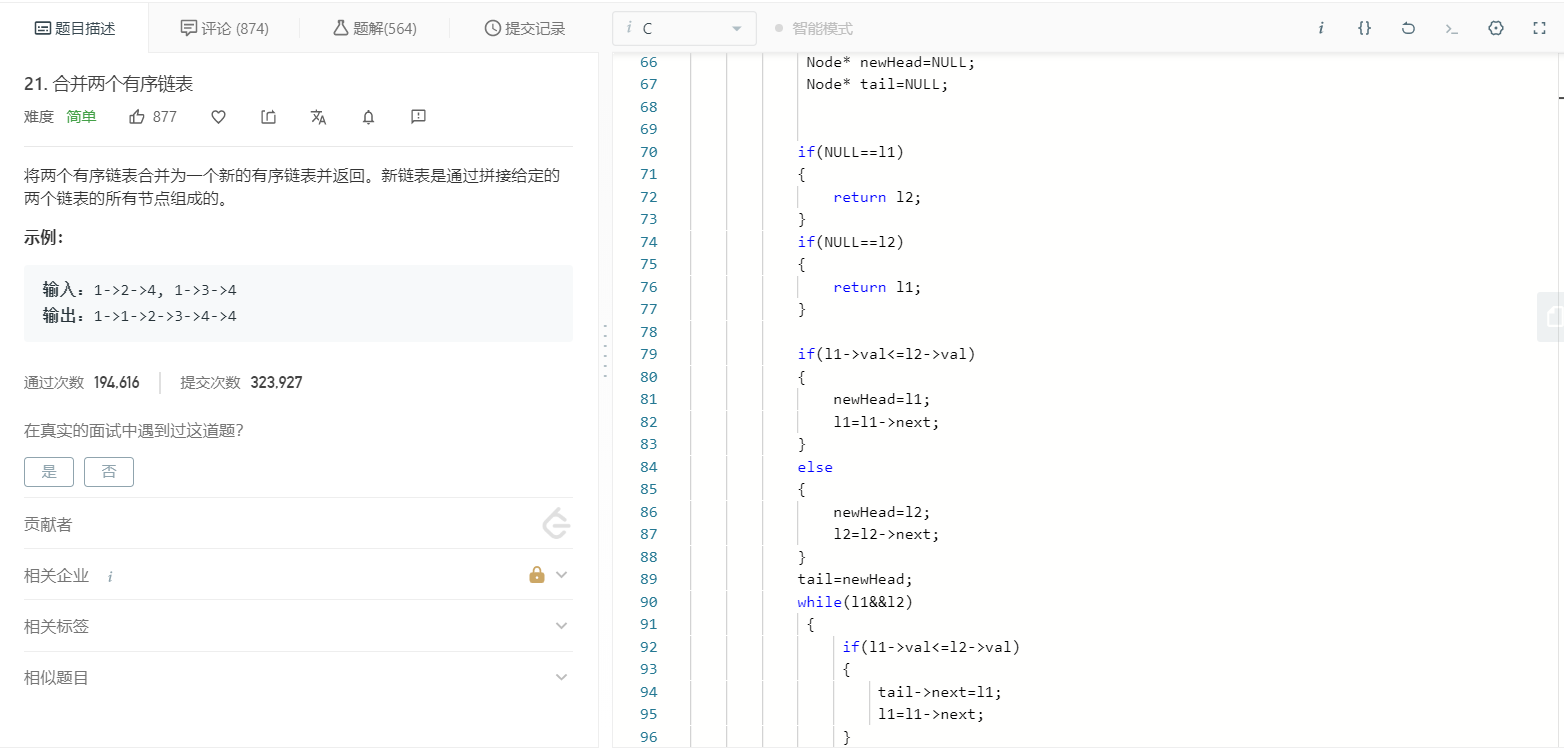 题目描述
评论 (874)
题解(564)
提交记录
i C
智能模式
i {} >_
21. 合并两个有序链表
难度 简单 877
将两个有序链表合并为一个新的有序链表并返回。新链表是通过拼接给定的
两个链表的所有节点组成的。
示例：
输入：1->2->4, 1->3->4
输出：1->1->2->3->4->4
通过次数 194,616 提交次数 323,927
在真实的面试中遇到过这道题?
是 否
贡献者
相关企业 i
相关标签
相似题目
66 Node* newHead=NULL;
67 Node* tail=NULL;
68
69
70 if(NULL==l1)
71 {
72 return l2;
73 }
74 if(NULL==l2)
75 {
76 return l1;
77 }
78
79 if(l1->val<=l2->val)
80 {
81 newHead=l1;
82 l1=l1->next;
83 }
84 else
85 {
86 newHead=l2;
87 l2=l2->next;
88 }
89 tail=newHead;
90 while(l1&&l2)
91 {
92 if(l1->val<=l2->val)
93 {
94 tail->next=l1;
95 l1=l1->next;
96 }